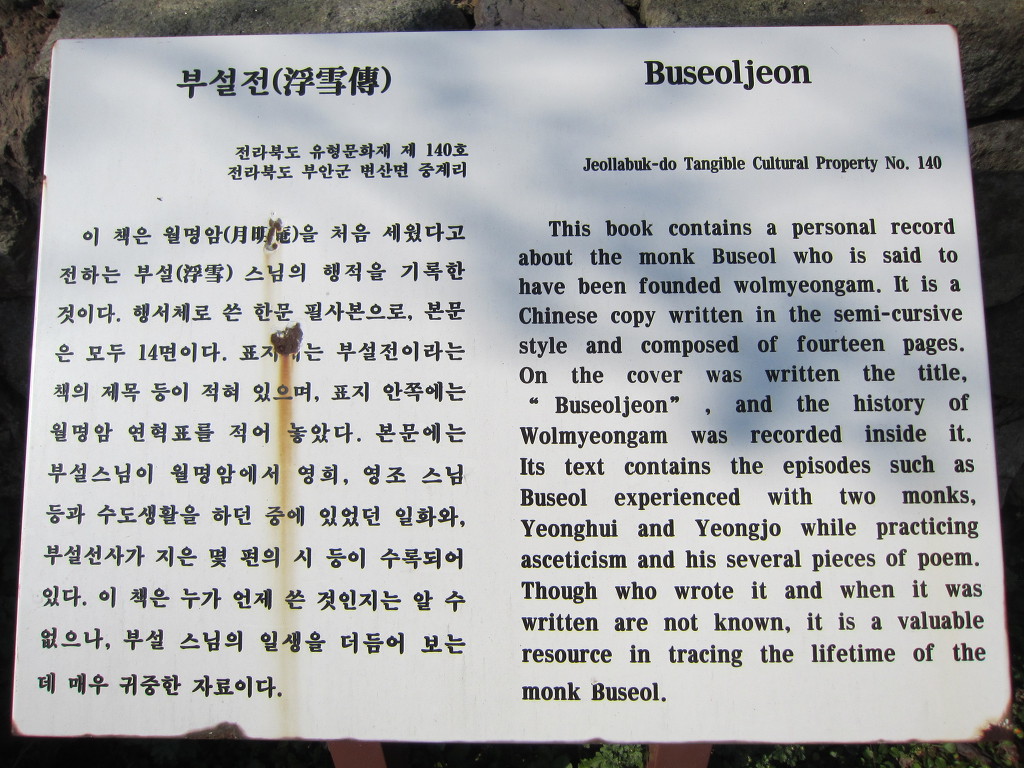 부설전(浮雪傳)
전라북도 유형문화재 제 140호
전라북도 부안군 변산면 중계리
이 책은 월명암(月明庵)을 처음 세웠다고
전하는 부설(浮雪) 스님의 행적을 기록한
것이다. 행서체로 쓴 한문 필사본으로, 본문
은 모두 14면이다. 는 부설전이라는
책의 제목 등이 적혀 있으며, 표지 안쪽에는
월명암 연혁표를 적어 놓았다. 본문에는
부설스님이 월명암에서 영희, 영조 스님
등과 수도생활을 하던 중에 있었던 일화와,
부설선사가 지은 몇 편의 시 등이 수록되어
있다. 이 책은 누가 언제 쓴 것인지는 알 수
없으나, 부설 스님의 일생을 더듬어 보는
데 매우 귀중한 자료이다.
Buseoljeon
Jeollabuk-do Tangible Cultural Property No. 140
This book contains a personal record
about the monk Buseol who is said to
have been founded wolmyeongam. It is a
Chinese copy written in the semi-cursive
style and composed of fourteen pages.
On the cover was written the title,
“ Buseoljeon” , and the history of
Wolmyeongam was recorded inside it.
Its text contains the episodes such as
Buseol experienced with two monks,
Yeonghui and Yeongjo while practicing
asceticism and his several pieces of poem.
Though who wrote it and when it was
written are not known, it is a valuable
resource in tracing the lifetime of the
monk Buseol.